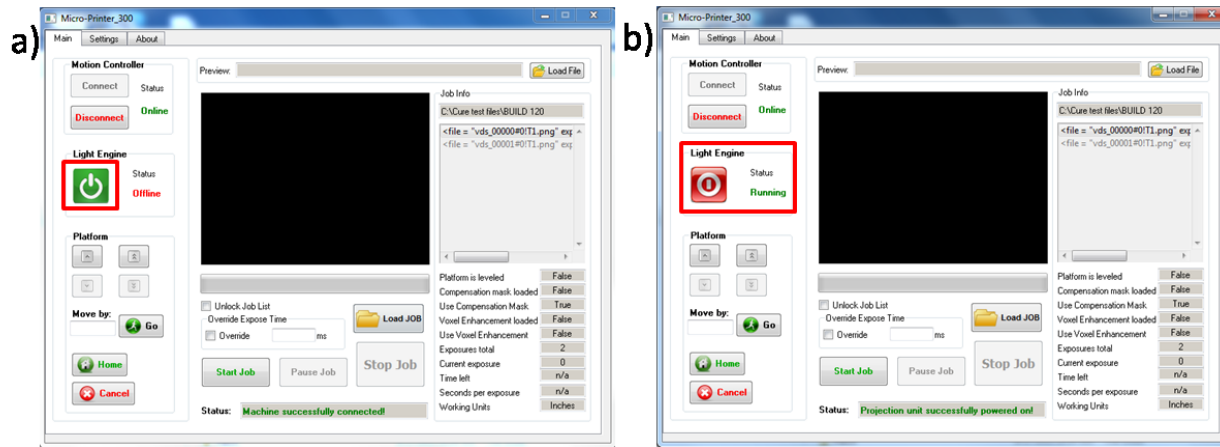 a)
Micro-Printer_300
Main Settings About
Motion Controller
Connect Status
Disconnect Online
Light Engine
Status
Offline
Platform
Move by:
Go
Home
Cancel
Preview: Load File
Job Info
C:\Cure test files\BUILD 120
<file = "vds_00000#0!T1.png" exp
<file = "vds_00001#0!T1.png" exp
Unlock Job List
Override Expose Time
Override ms
Load JOB
Start Job Pause Job Stop Job
Status: Machine successfully connected!
Platform is leveled False
Compensation mask loaded False
Use Compensation Mask True
Voxel Enhancement loaded False
Use Voxel Enhancement False
Exposures total 2
Current exposure 0
Time left n/a
Seconds per exposure n/a
Working Units Inches
b)
Micro-Printer_300
Main Settings About
Motion Controller
Connect Status
Disconnect Online
Light Engine
Status
Running
Platform
Move by:
Go
Home
Cancel
Preview: Load File
Job Info
C:\Cure test files\BUILD 120
<file = "vds_00000#0!T1.png" exp
<file = "vds_00001#0!T1.png" exp
Unlock Job List
Override Expose Time
Override ms
Load JOB
Start Job Pause Job Stop Job
Status: Projection unit successfully powered on!
Platform is leveled False
Compensation mask loaded False
Use Compensation Mask True
Voxel Enhancement loaded False
Use Voxel Enhancement False
Exposures total 2
Current exposure 0
Time left n/a
Seconds per exposure n/a
Working Units Inches